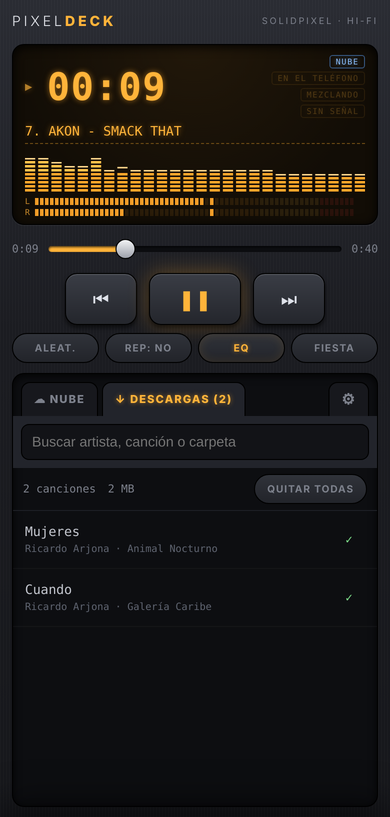 PIXELDECK
SOLIDPIXEL · HI-FI
NUBE
00:09
EN EL TELÉFONO
MEZCLANDO
SIN SEÑAL
7. AKON - SMACK THAT
L
R
0:09
0:40
ALEAT.
REP: NO
EQ
FIESTA
NUBE
DESCARGAS (2)
Buscar artista, canción o carpeta
2 canciones 2 MB
QUITAR TODAS
Mujeres
Ricardo Arjona · Animal Nocturno
Cuando
Ricardo Arjona · Galería Caribe